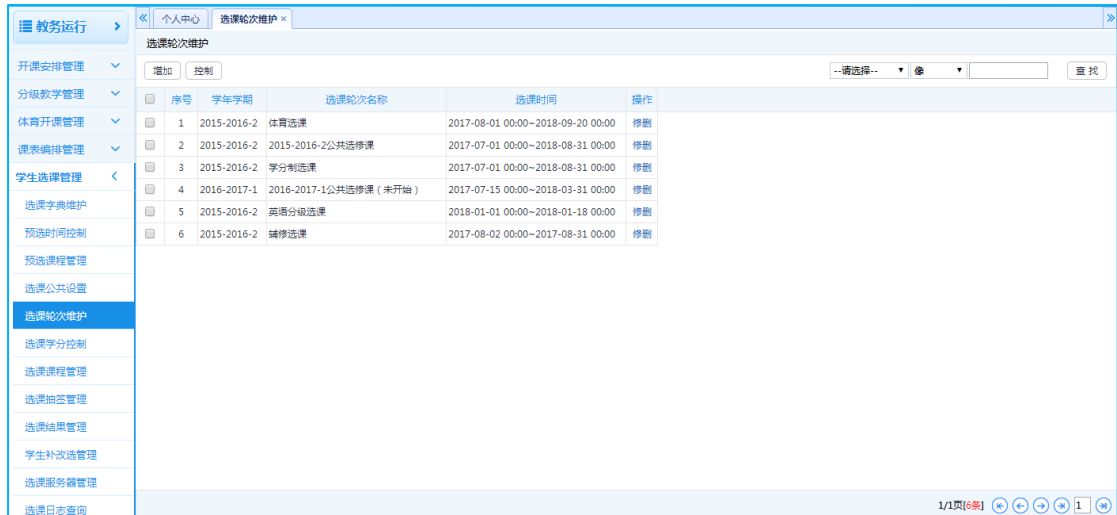 教务运行
开课安排管理
分级教学管理
体育开课管理
课表编排管理
学生选课管理
选课字典维护
预选时间控制
预选课程管理
选课公共设置
选课轮次维护
选课学分控制
选课课程管理
选课抽签管理
选课结果管理
学生补改选管理
选课服务器管理
选课日志查询
个人中心 选课轮次维护 ×
选课轮次维护
增加 控制 --请选择-- 像 查 找
序号 学年学期 选课轮次名称 选课时间 操作
1 2015-2016-2 体育选课 2017-08-01 00:00~2018-09-20 00:00 修删
2 2015-2016-2 2015-2016-2公共选修课 2017-07-01 00:00~2018-08-31 00:00 修删
3 2015-2016-2 学分制选课 2017-07-01 00:00~2018-08-31 00:00 修删
4 2016-2017-1 2016-2017-1公共选修课（未开始） 2017-07-15 00:00~2018-03-31 00:00 修删
5 2015-2016-2 英语分级选课 2018-01-01 00:00~2018-01-18 00:00 修删
6 2015-2016-2 辅修选课 2017-08-02 00:00~2017-08-31 00:00 修删
1/1页[6条] 1